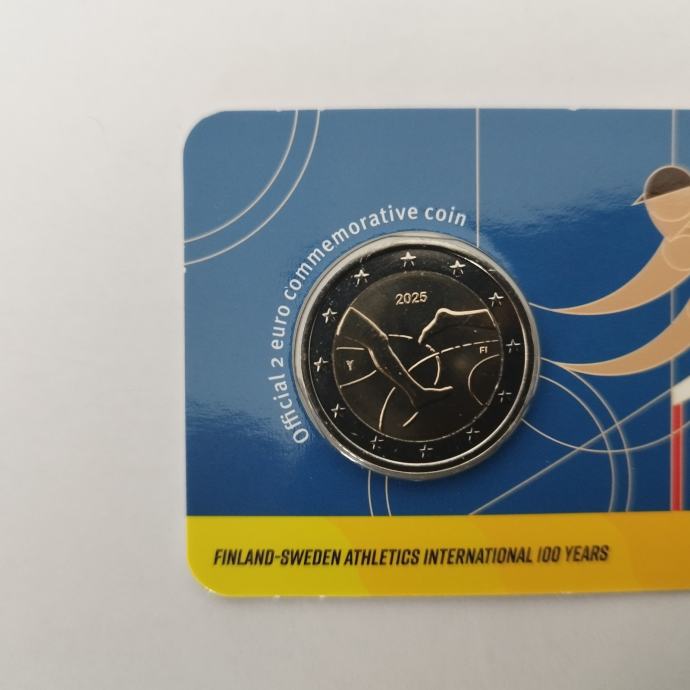 Official 2 euro commemorative coin
2025
Y
FI
FINLAND-SWEDEN ATHLETICS INTERNATIONAL 100 YEARS